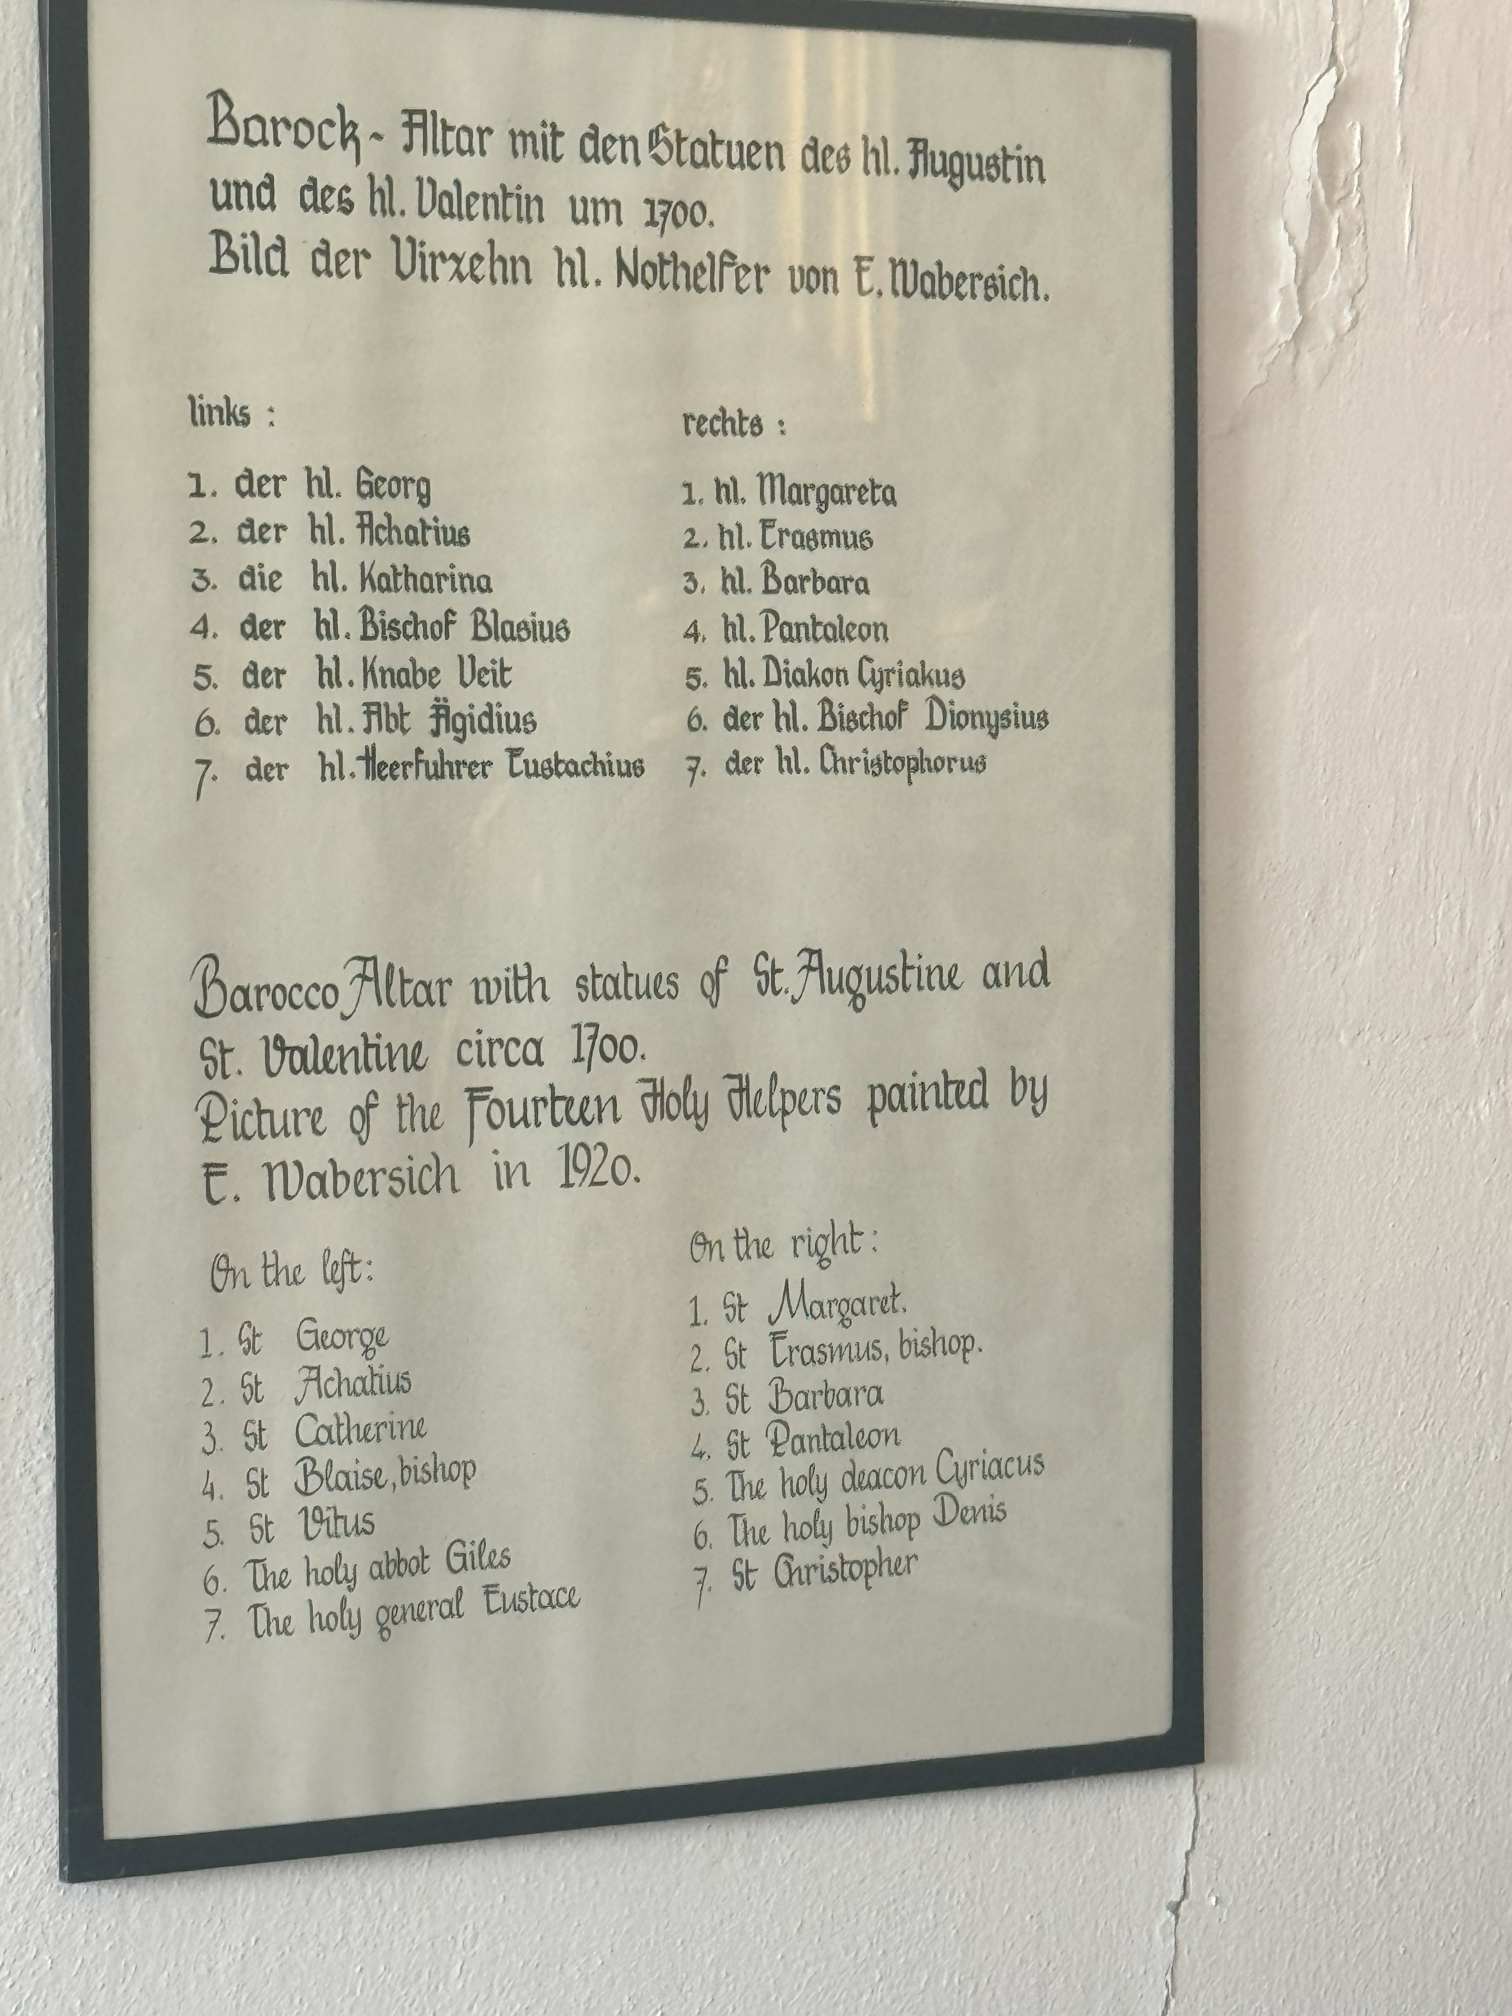 Barock - Altar mit den Statuen des hl. Augustin
und des hl. Valentin um 1700.
Bild der Virzehn hl. Nothelfer von E. Wabersich.
links :
1. der hl. Georg
2. der hl. Achatius
3. die hl. Katharina
4. der hl. Bischof Blasius
5. der hl. Knabe Veit
6. der hl. Abt Ägidius
7. der hl. Heerfuhrer Eustachius
rechts :
1. hl. Margareta
2. hl. Erasmus
3. hl. Barbara
4. hl. Pantaleon
5. hl. Diakon Cyriakus
6. der hl. Bischof Dionysius
7. der hl. Christophorus
Barocco Altar with statues of St. Augustine and
St. Valentine circa 1700.
Picture of the Fourteen Holy Helpers painted by
E. Wabersich in 1920.
On the left:
1. St George
2. St Achatius
3. St Catherine
4. St Blaise, bishop
5. St Vitus
6. The holy abbot Giles
7. The holy general Eustace
On the right:
1. St Margaret.
2. St Erasmus, bishop.
3. St Barbara
4. St Pantaleon
5. The holy deacon Cyriacus
6. The holy bishop Denis
7. St Christopher